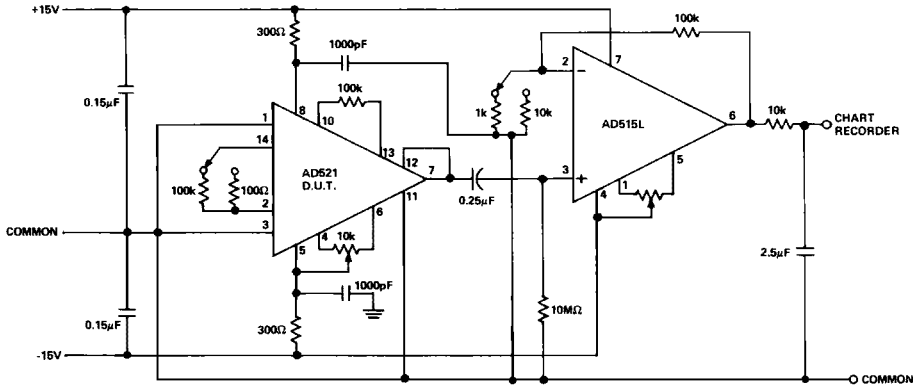 +15V
300Ω
1000pF
0.15µF
1
14
8
10
100k
13
12
7
11
AD521
D.U.T.
100k
100Ω
2
3
COMMON
4
10k
6
5
1000pF
300Ω
0.15µF
-15V
0.25µF
100k
2
−
7
1k
10k
AD515L
6
3
+
4
1
5
10k
CHART
RECORDER
10MΩ
2.5µF
COMMON